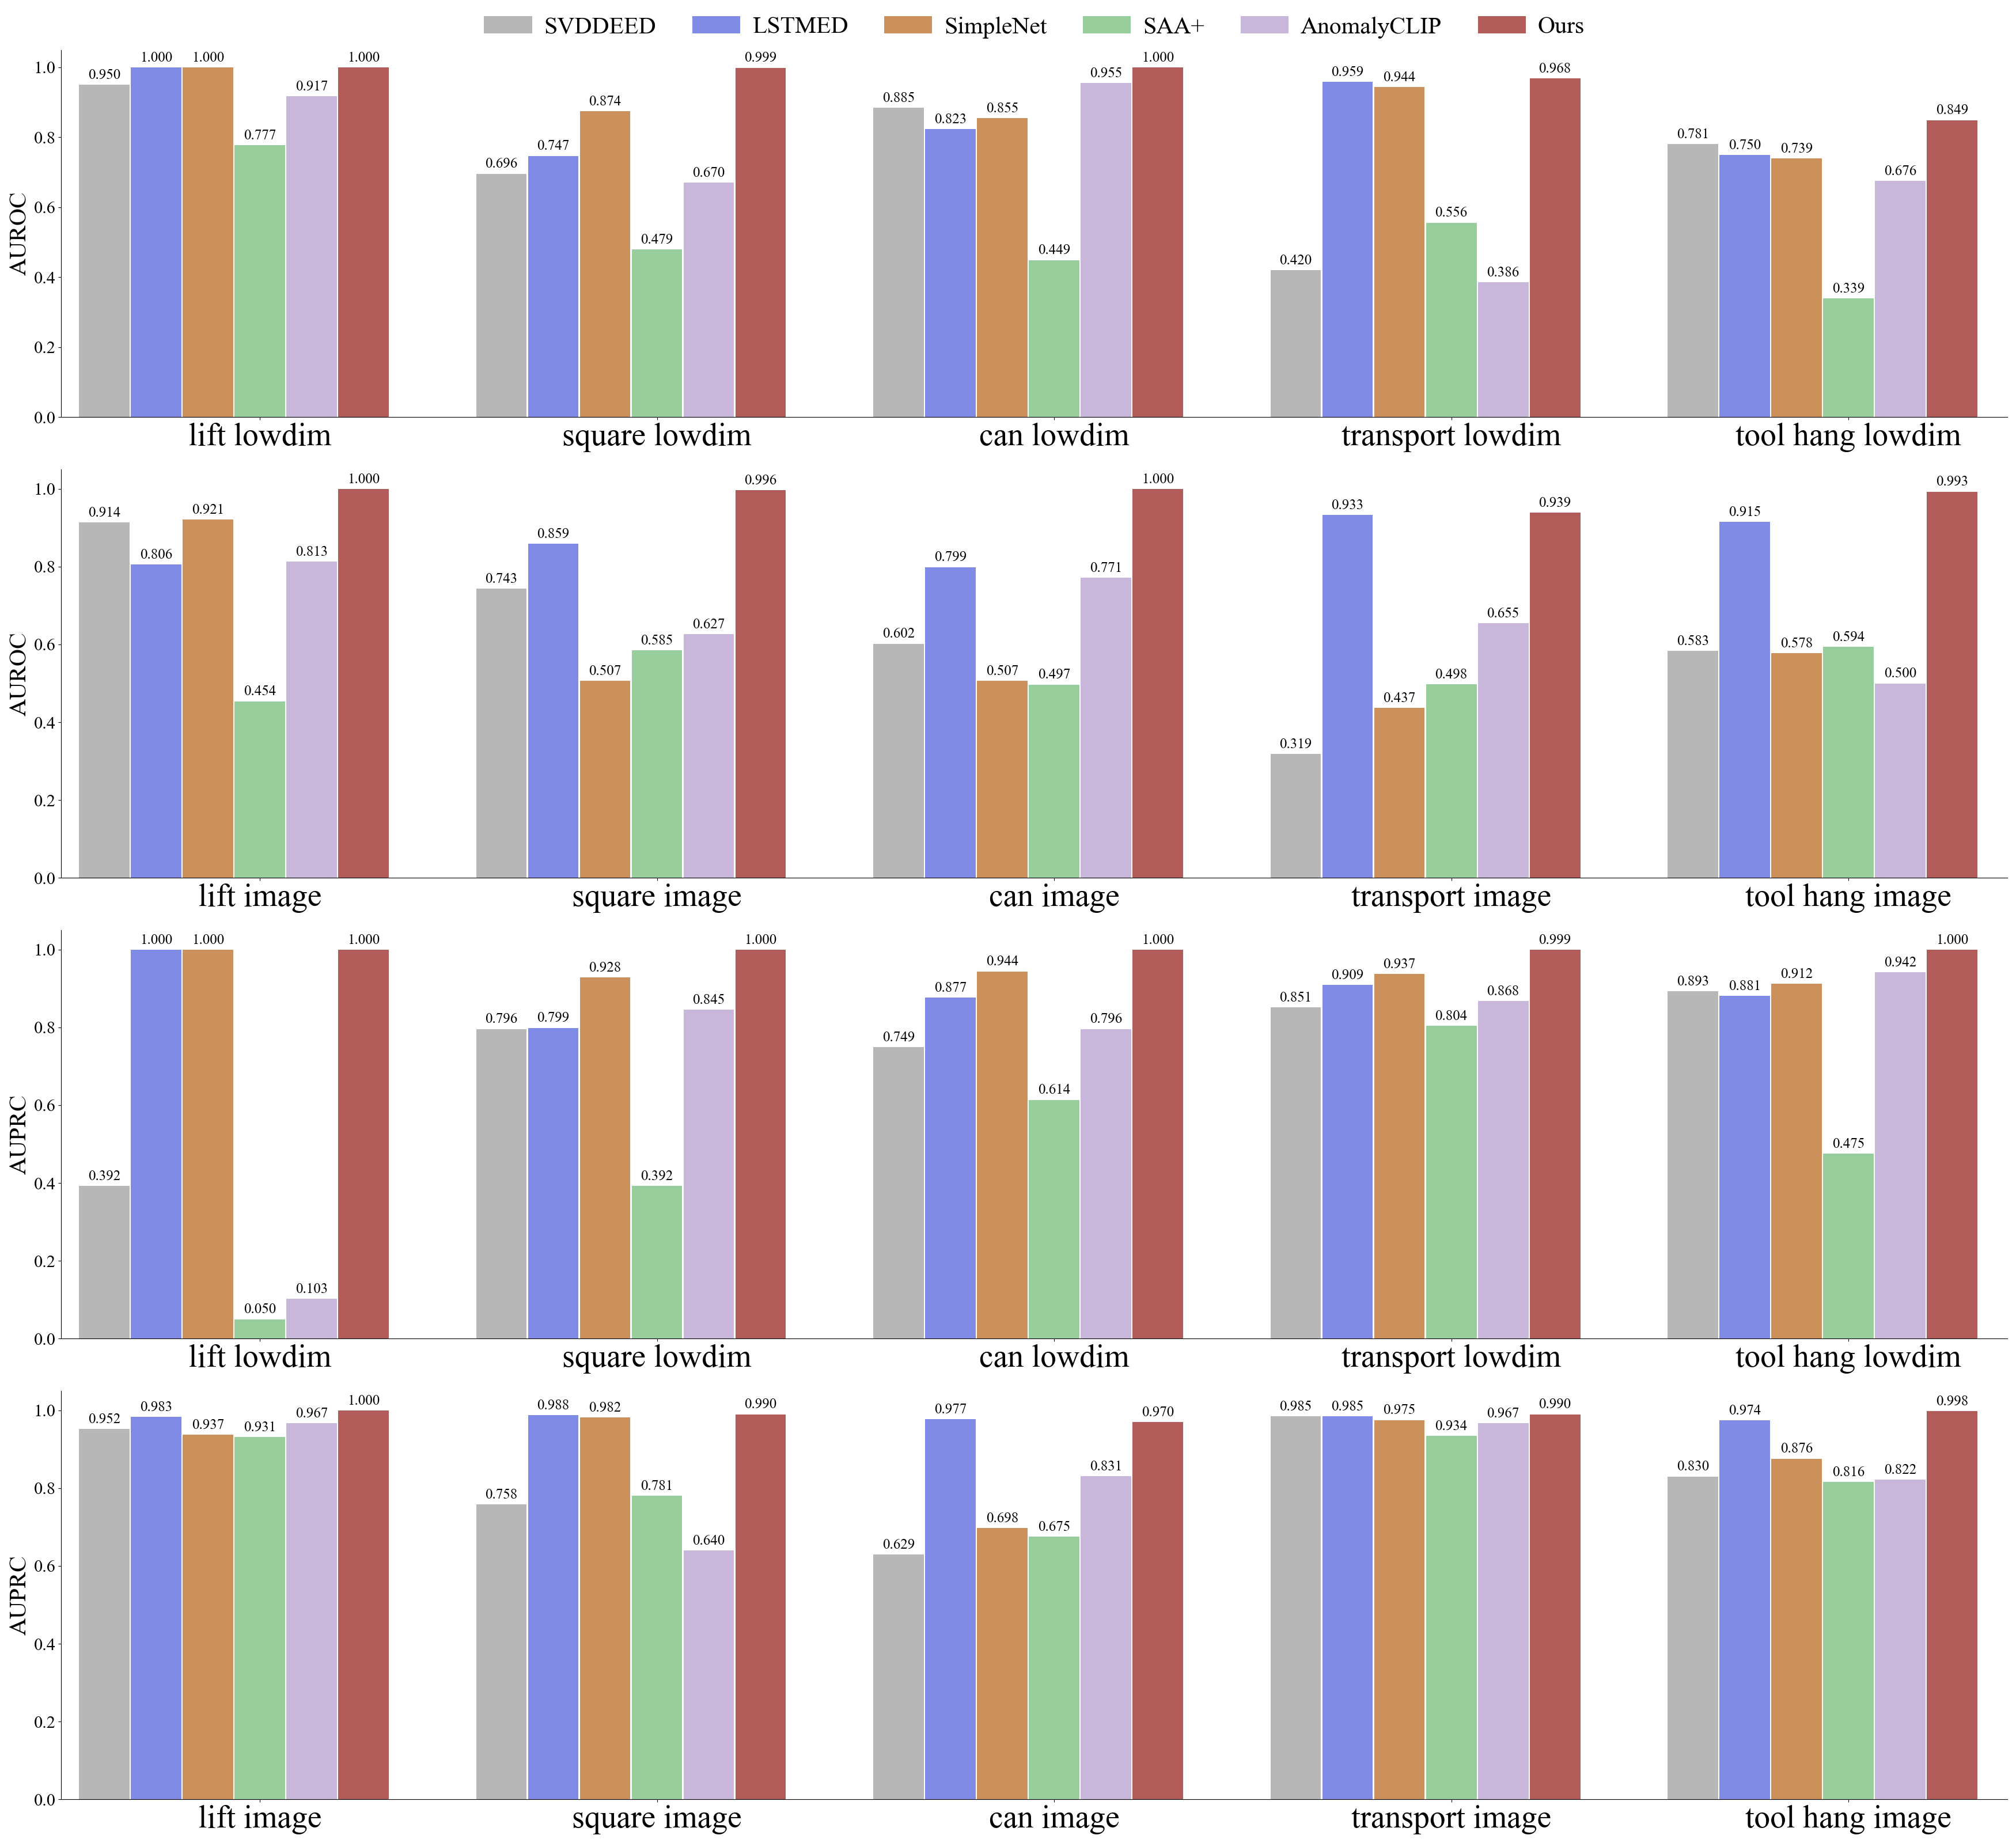 SVDDEED LSTMED SimpleNet SAA+ AnomalyCLIP Ours
AUROC
1.0
0.8
0.6
0.4
0.2
0.0
0.950 1.000 1.000 0.777 0.917 1.000
0.696 0.747 0.874 0.479 0.670 0.999
0.885 0.823 0.855 0.449 0.955 1.000
0.420 0.959 0.944 0.556 0.386 0.968
0.781 0.750 0.739 0.339 0.676 0.849
lift lowdim square lowdim can lowdim transport lowdim tool hang lowdim
AUROC
1.0
0.8
0.6
0.4
0.2
0.0
0.914 0.806 0.921 0.454 0.813 1.000
0.743 0.859 0.507 0.585 0.627 0.996
0.602 0.799 0.507 0.497 0.771 1.000
0.319 0.933 0.437 0.498 0.655 0.939
0.583 0.915 0.578 0.594 0.500 0.993
lift image square image can image transport image tool hang image
AUPRC
1.0
0.8
0.6
0.4
0.2
0.0
0.392 1.000 1.000 0.050 0.103 1.000
0.796 0.799 0.928 0.392 0.845 1.000
0.749 0.877 0.944 0.614 0.796 1.000
0.851 0.909 0.937 0.804 0.868 0.999
0.893 0.881 0.912 0.475 0.942 1.000
lift lowdim square lowdim can lowdim transport lowdim tool hang lowdim
AUPRC
1.0
0.8
0.6
0.4
0.2
0.0
0.952 0.983 0.937 0.931 0.967 1.000
0.758 0.988 0.982 0.781 0.640 0.990
0.629 0.977 0.698 0.675 0.831 0.970
0.985 0.985 0.975 0.934 0.967 0.990
0.830 0.974 0.876 0.816 0.822 0.998
lift image square image can image transport image tool hang image